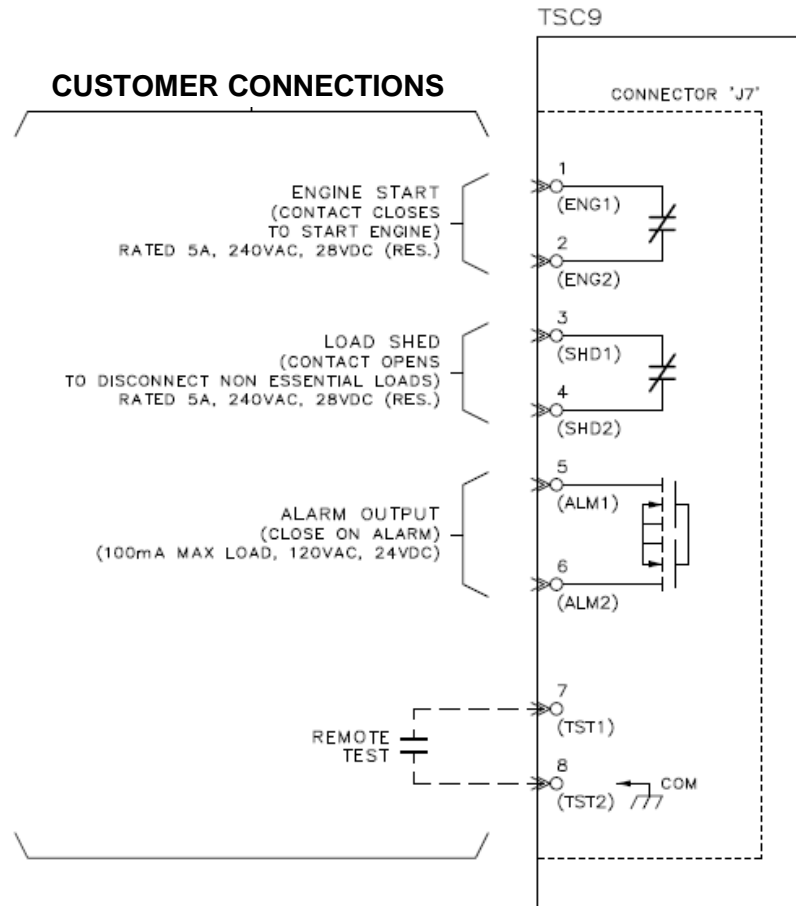 TSC9
CUSTOMER CONNECTIONS
CONNECTOR 'J7'
ENGINE START
(CONTACT CLOSES
TO START ENGINE)
RATED 5A, 240VAC, 28VDC (RES.)
1
(ENG1)
2
(ENG2)
LOAD SHED
(CONTACT OPENS
TO DISCONNECT NON ESSENTIAL LOADS)
RATED 5A, 240VAC, 28VDC (RES.)
3
(SHD1)
4
(SHD2)
ALARM OUTPUT
(CLOSE ON ALARM)
(100mA MAX LOAD, 120VAC, 24VDC)
5
(ALM1)
6
(ALM2)
REMOTE
TEST
7
(TST1)
8
(TST2)
COM